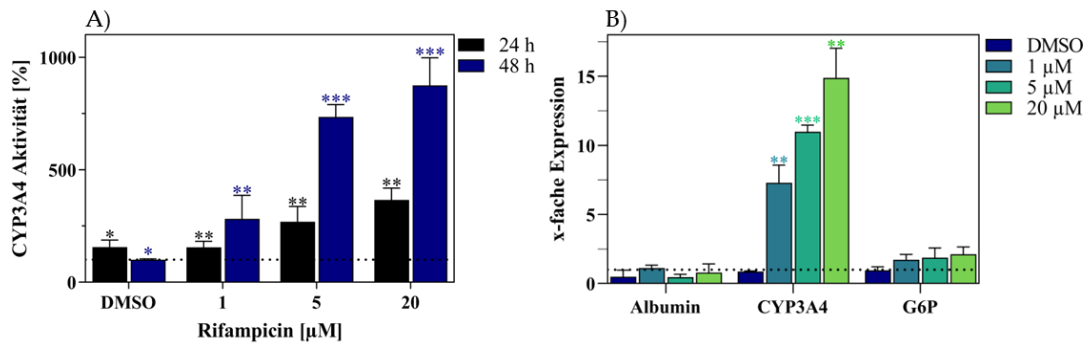 A)
CYP3A4 Aktivität [%]
1000
500
0
*
*
**
**
**
***
**
***
DMSO
1
5
20
Rifampicin [µM]
24 h
48 h
B)
x-fache Expression
15
10
5
0
**
***
**
Albumin
CYP3A4
G6P
DMSO
1 µM
5 µM
20 µM